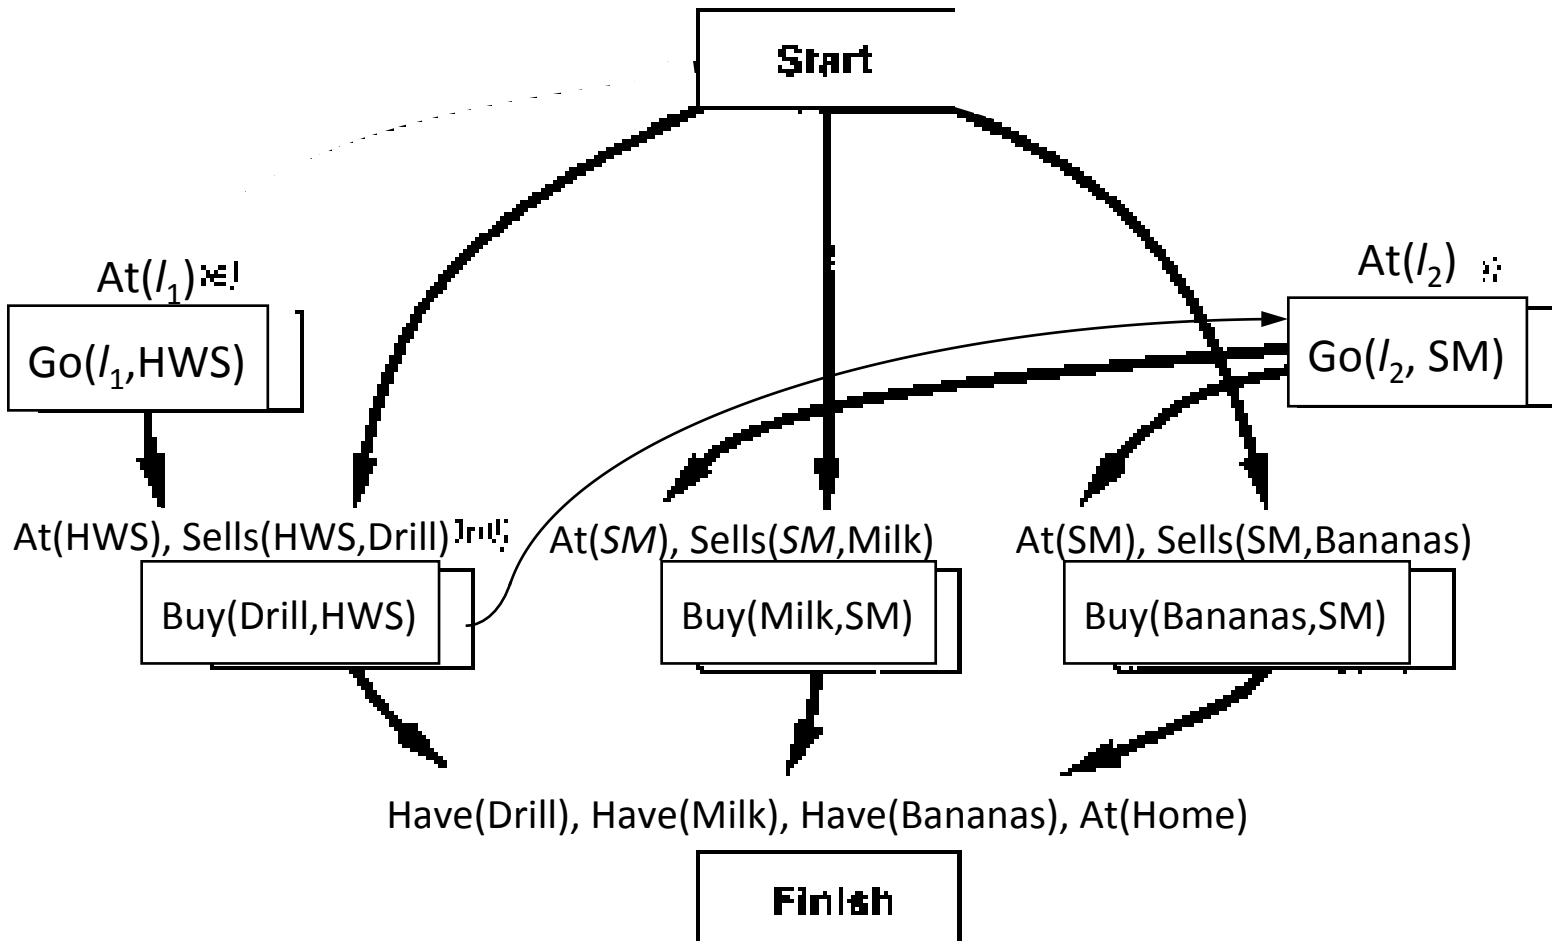 Start
At(l₁)
At(l₂)
Go(l₁,HWS)
Go(l₂, SM)
At(HWS), Sells(HWS,Drill)
At(SM), Sells(SM,Milk)
At(SM), Sells(SM,Bananas)
Buy(Drill,HWS)
Buy(Milk,SM)
Buy(Bananas,SM)
Have(Drill), Have(Milk), Have(Bananas), At(Home)
Finish